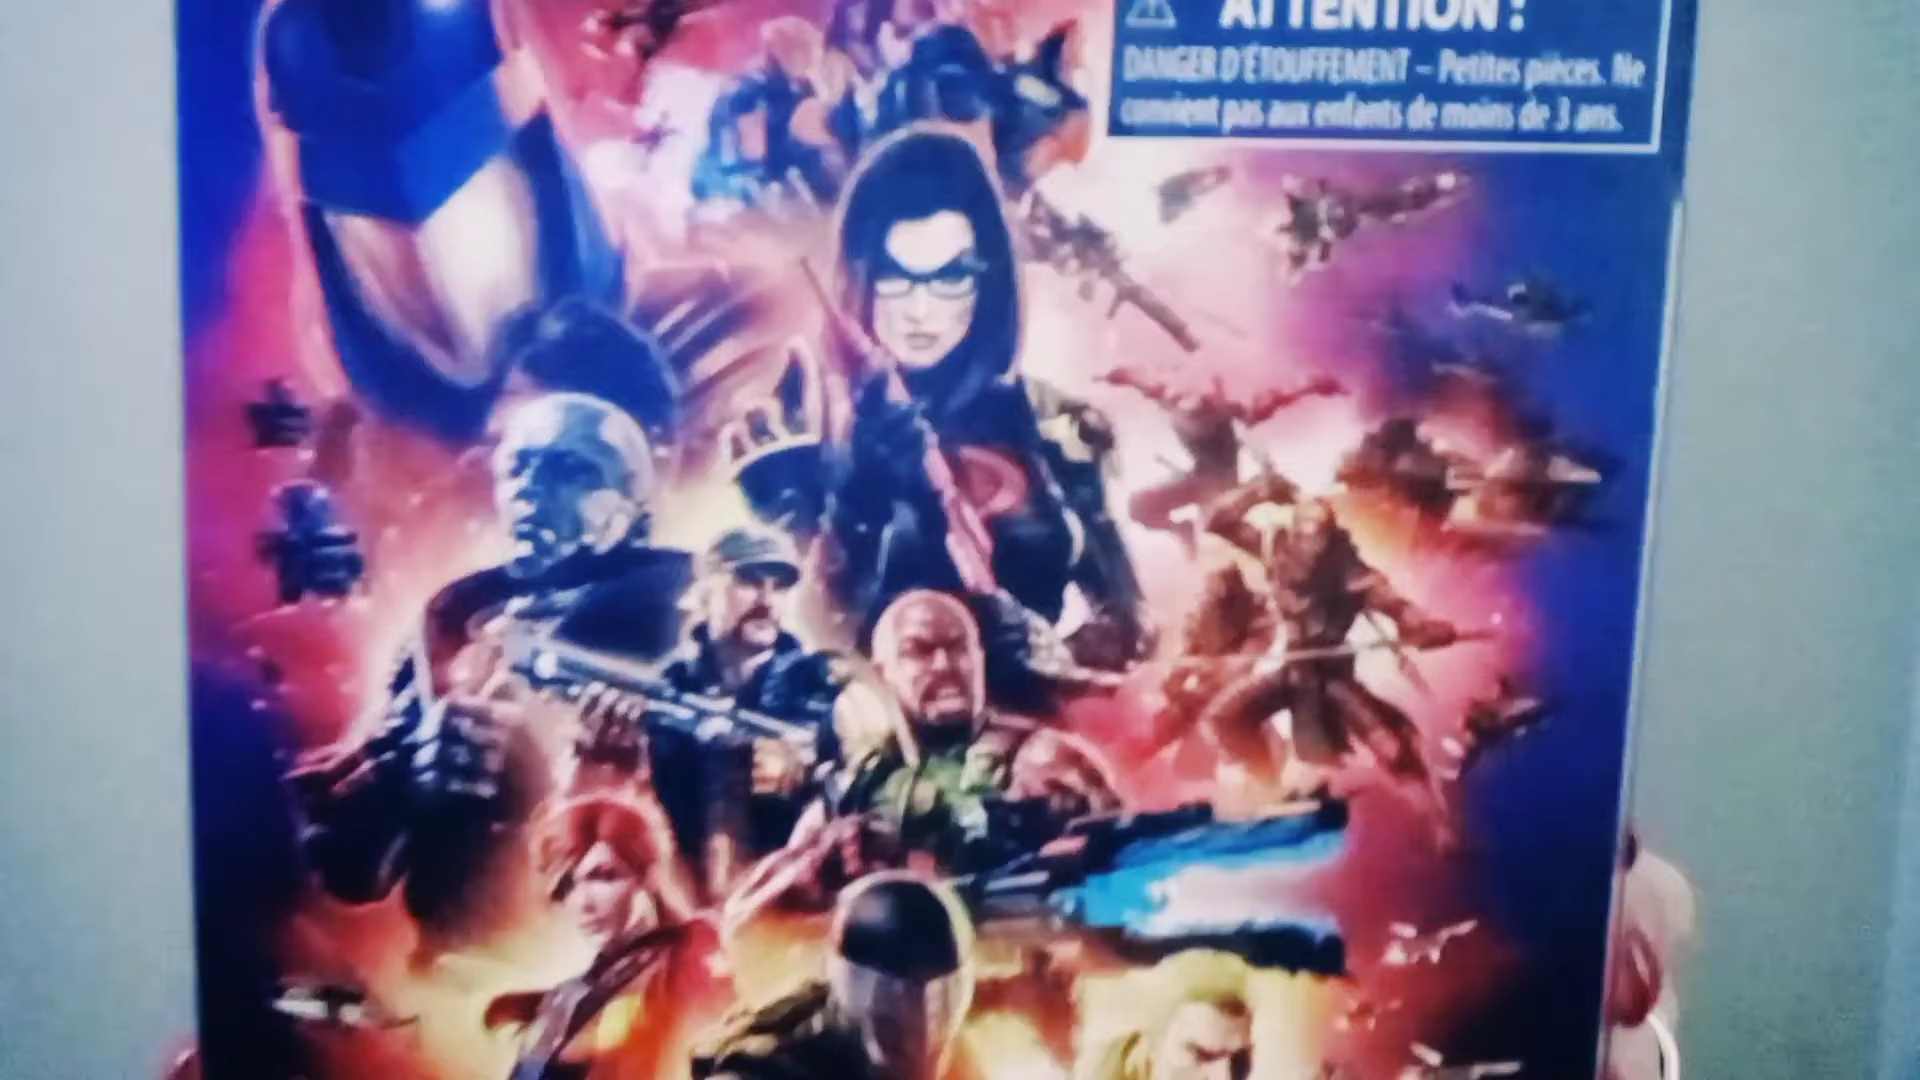 ATTENTION :
DANGER D'ÉTOUFFEMENT – Petites pièces. Ne
convient pas aux enfants de moins de 3 ans.